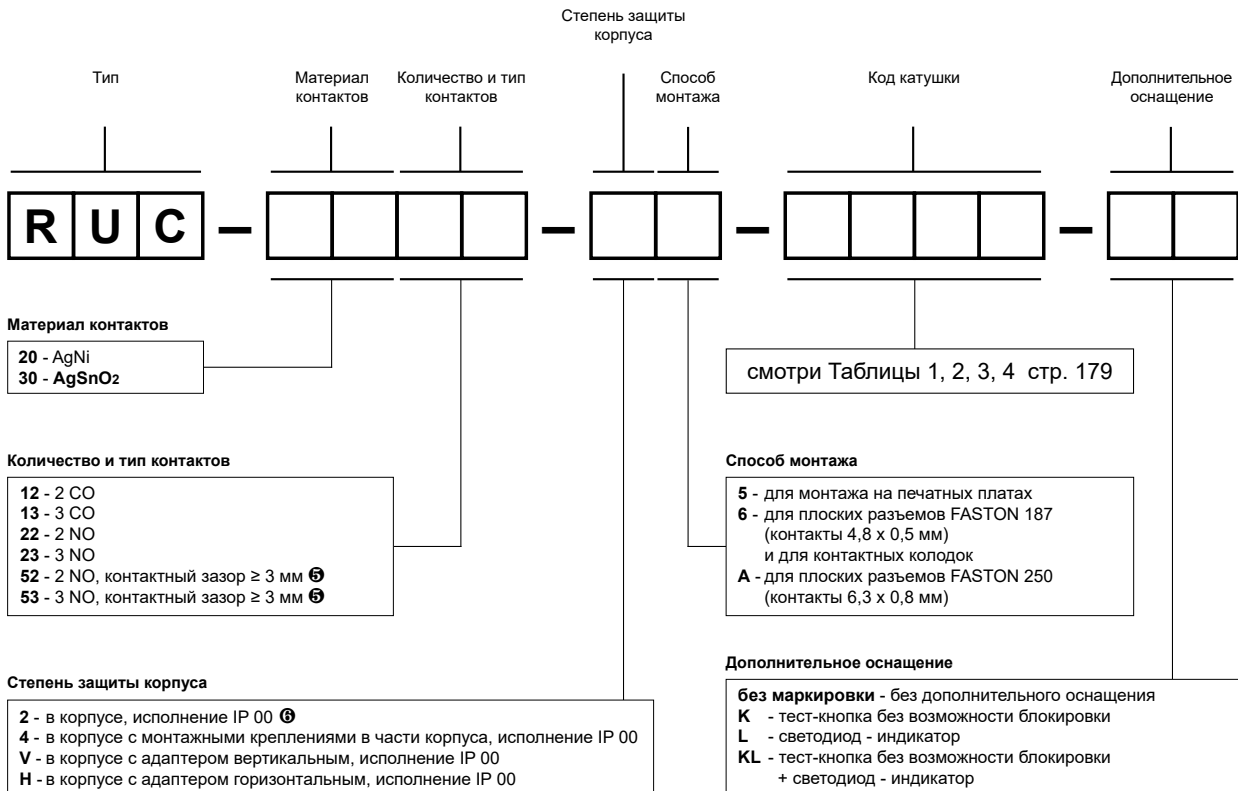 Степень защиты
корпуса
Тип
Материал
контактов
Количество и тип
контактов
Способ
монтажа
Код катушки
Дополнительное
оснащение
R U C – – – –
Материал контактов
20 - AgNi
30 - AgSnO2
смотри Таблицы 1, 2, 3, 4 стр. 179
Количество и тип контактов
12 - 2 CO
13 - 3 CO
22 - 2 NO
23 - 3 NO
52 - 2 NO, контактный зазор ≥ 3 мм ❺
53 - 3 NO, контактный зазор ≥ 3 мм ❺
Способ монтажа
5 - для монтажа на печатных платах
6 - для плоских разъемов FASTON 187
(контакты 4,8 x 0,5 мм)
и для контактных колодок
A - для плоских разъемов FASTON 250
(контакты 6,3 x 0,8 мм)
Степень защиты корпуса
2 - в корпусе, исполнение IP 00 ❻
4 - в корпусе с монтажными креплениями в части корпуса, исполнение IP 00
V - в корпусе с адаптером вертикальным, исполнение IP 00
H - в корпусе с адаптером горизонтальным, исполнение IP 00
Дополнительное оснащение
без маркировки - без дополнительного оснащения
K - тест-кнопка без возможности блокировки
L - светодиод - индикатор
KL - тест-кнопка без возможности блокировки
+ светодиод - индикатор